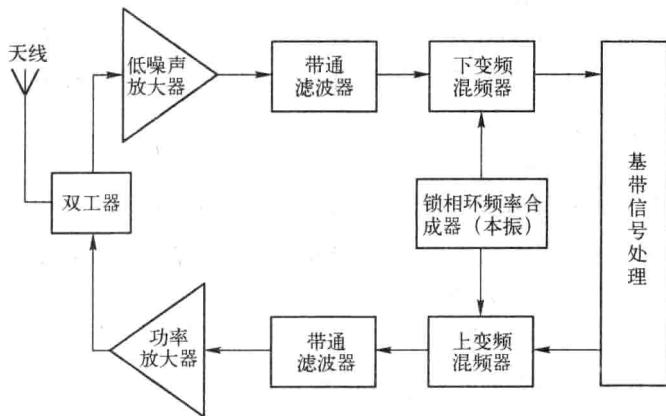 天线
低噪声
放大器
带通
滤波器
下变频
混频器
双工器
锁相环频率合
成器（本振）
基带信号处理
功率
放大器
带通
滤波器
上变频
混频器